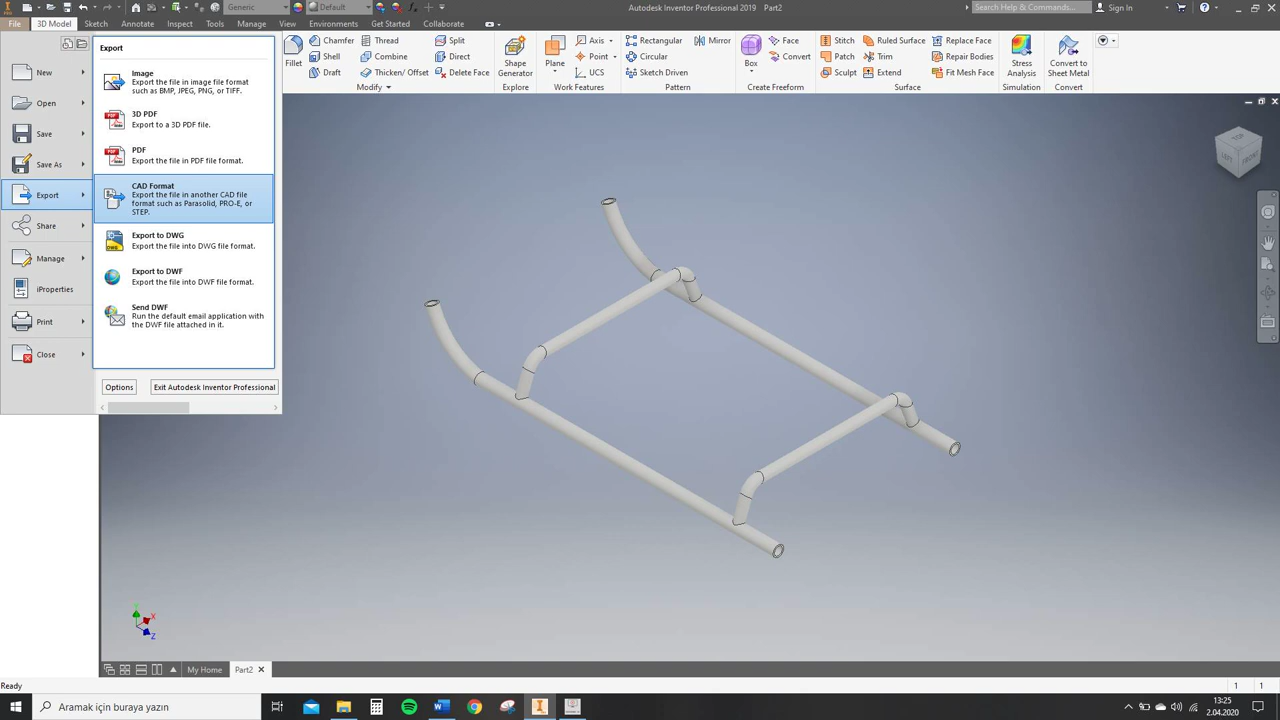 Generic
Default
Autodesk Inventor Professional 2019 Part2
Search Help & Commands...
Sign In
File
3D Model
Sketch
Annotate
Inspect
Tools
Manage
View
Environments
Get Started
Collaborate
Export
Image
Export the file in image file format
such as BMP, JPEG, PNG, or TIFF.
3D PDF
Export to a 3D PDF file.
PDF
Export the file in PDF file format.
CAD Format
Export the file in another CAD file
format such as Parasolid, PRO-E, or
STEP.
Export to DWG
Export the file into DWG file format.
Export to DWF
Export the file into DWF file format.
Send DWF
Run the default email application with
the DWF file attached in it.
New
Open
Save
Save As
Export
Share
Manage
iProperties
Print
Close
Options
Exit Autodesk Inventor Professional
Fillet
Chamfer
Shell
Draft
Thread
Combine
Thicken/ Offset
Split
Direct
Delete Face
Modify
Shape
Generator
Explore
Plane
Axis
Point
UCS
Work Features
Rectangular
Circular
Sketch Driven
Mirror
Pattern
Box
Face
Convert
Create Freeform
Stitch
Patch
Sculpt
Ruled Surface
Trim
Extend
Replace Face
Repair Bodies
Fit Mesh Face
Surface
Stress
Analysis
Simulation
Convert to
Sheet Metal
Convert
TOP
LEFT
FRONT
X
Z
My Home
Part2
Ready
1
1
Aramak için buraya yazın
13:25
2.04.2020